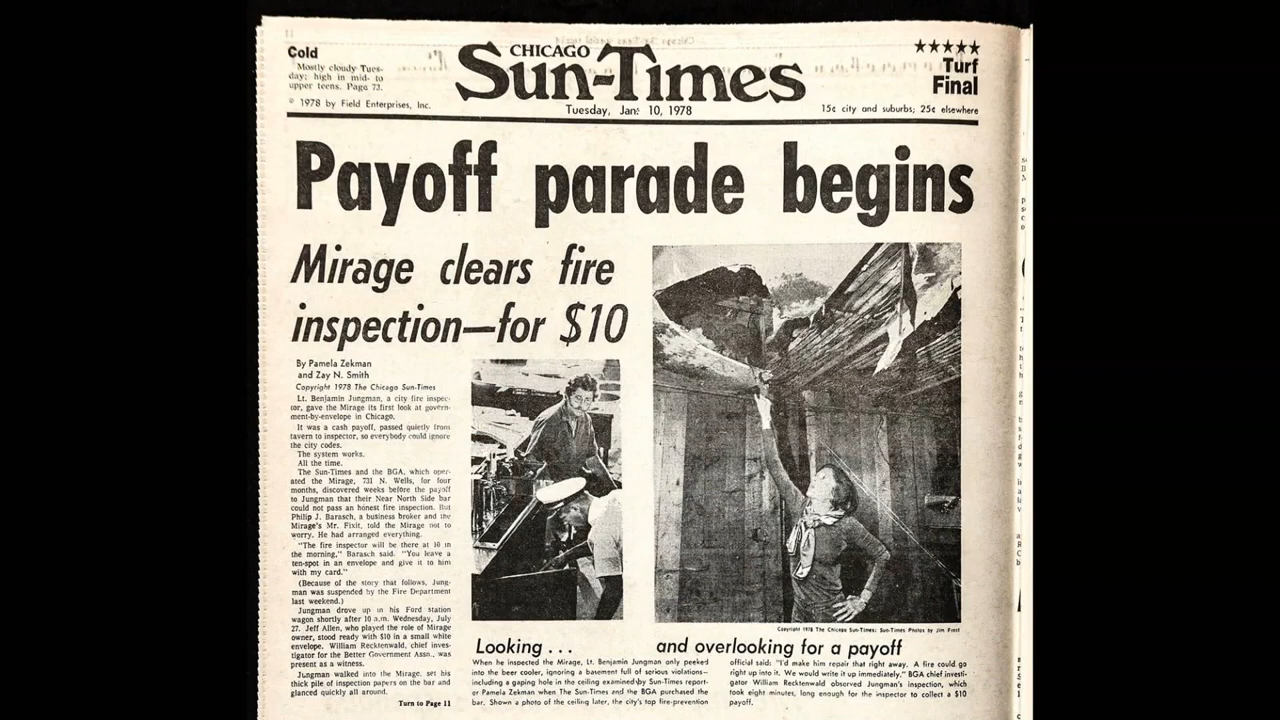 Cold
Mostly cloudy Tues-
day; high in mid- to
upper teens. Page 73.
© 1978 by Field Enterprises, Inc.
CHICAGO
Sun-Times
Tuesday, Jan. 10, 1978
★★★★★
Turf
Final
15¢ city and suburbs; 25¢ elsewhere
Payoff parade begins
Mirage clears fire
inspection—for $10
By Pamela Zekman
and Zay N. Smith
Copyright 1978 The Chicago Sun-Times
Lt. Benjamin Jungman, a city fire inspec-
tor, gave the Mirage its first look at govern-
ment-by-envelope in Chicago.
It was a cash payoff, passed quietly from
tavern to inspector, so everybody could ignore
the city codes.
The system works.
All the time.
The Sun-Times and the BGA, which oper-
ated the Mirage, 731 N. Wells, for four
months, discovered weeks before the payoff
to Jungman that their Near North Side bar
could not pass an honest fire inspection. But
Philip J. Barasch, a business broker and the
Mirage's Mr. Fixit, told the Mirage not to
worry. He had arranged everything.
"The fire inspector will be there at 10 in
the morning," Barasch said. "You leave a
ten-spot in an envelope and give it to him
with my card."
(Because of the story that follows, Jung-
man was suspended by the Fire Department
last weekend.)
Jungman drove up in his Ford station
wagon shortly after 10 a.m. Wednesday, July
27. Jeff Allen, who played the role of Mirage
owner, stood ready with $10 in a small white
envelope. William Recktenwald, chief inves-
tigator for the Better Government Assn., was
present as a witness.
Jungman walked into the Mirage, set his
thick pile of inspection papers on the bar and
glanced quickly all around.
Turn to Page 11
Copyright 1978 The Chicago Sun-Times; Sun-Times Photos by Jim Frost
Looking . . .
and overlooking for a payoff
When he inspected the Mirage, Lt. Benjamin Jungman only peeked
into the beer cooler, ignoring a basement full of serious violations—
including a gaping hole in the ceiling examined by Sun-Times report-
er Pamela Zekman when The Sun-Times and the BGA purchased the
bar. Shown a photo of the ceiling later, the city's top fire-prevention
official said: "I'd make him repair that right away. A fire could go
right up into it. We would write it up immediately." BGA chief investi-
gator William Recktenwald observed Jungman's inspection, which
took eight minutes, long enough for the inspector to collect a $10
payoff.